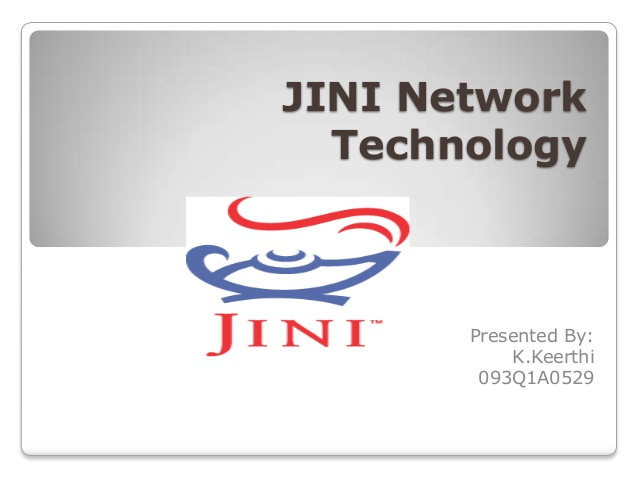 JINI Network
Technology
JINI™
Presented By:
K.Keerthi
093Q1A0529